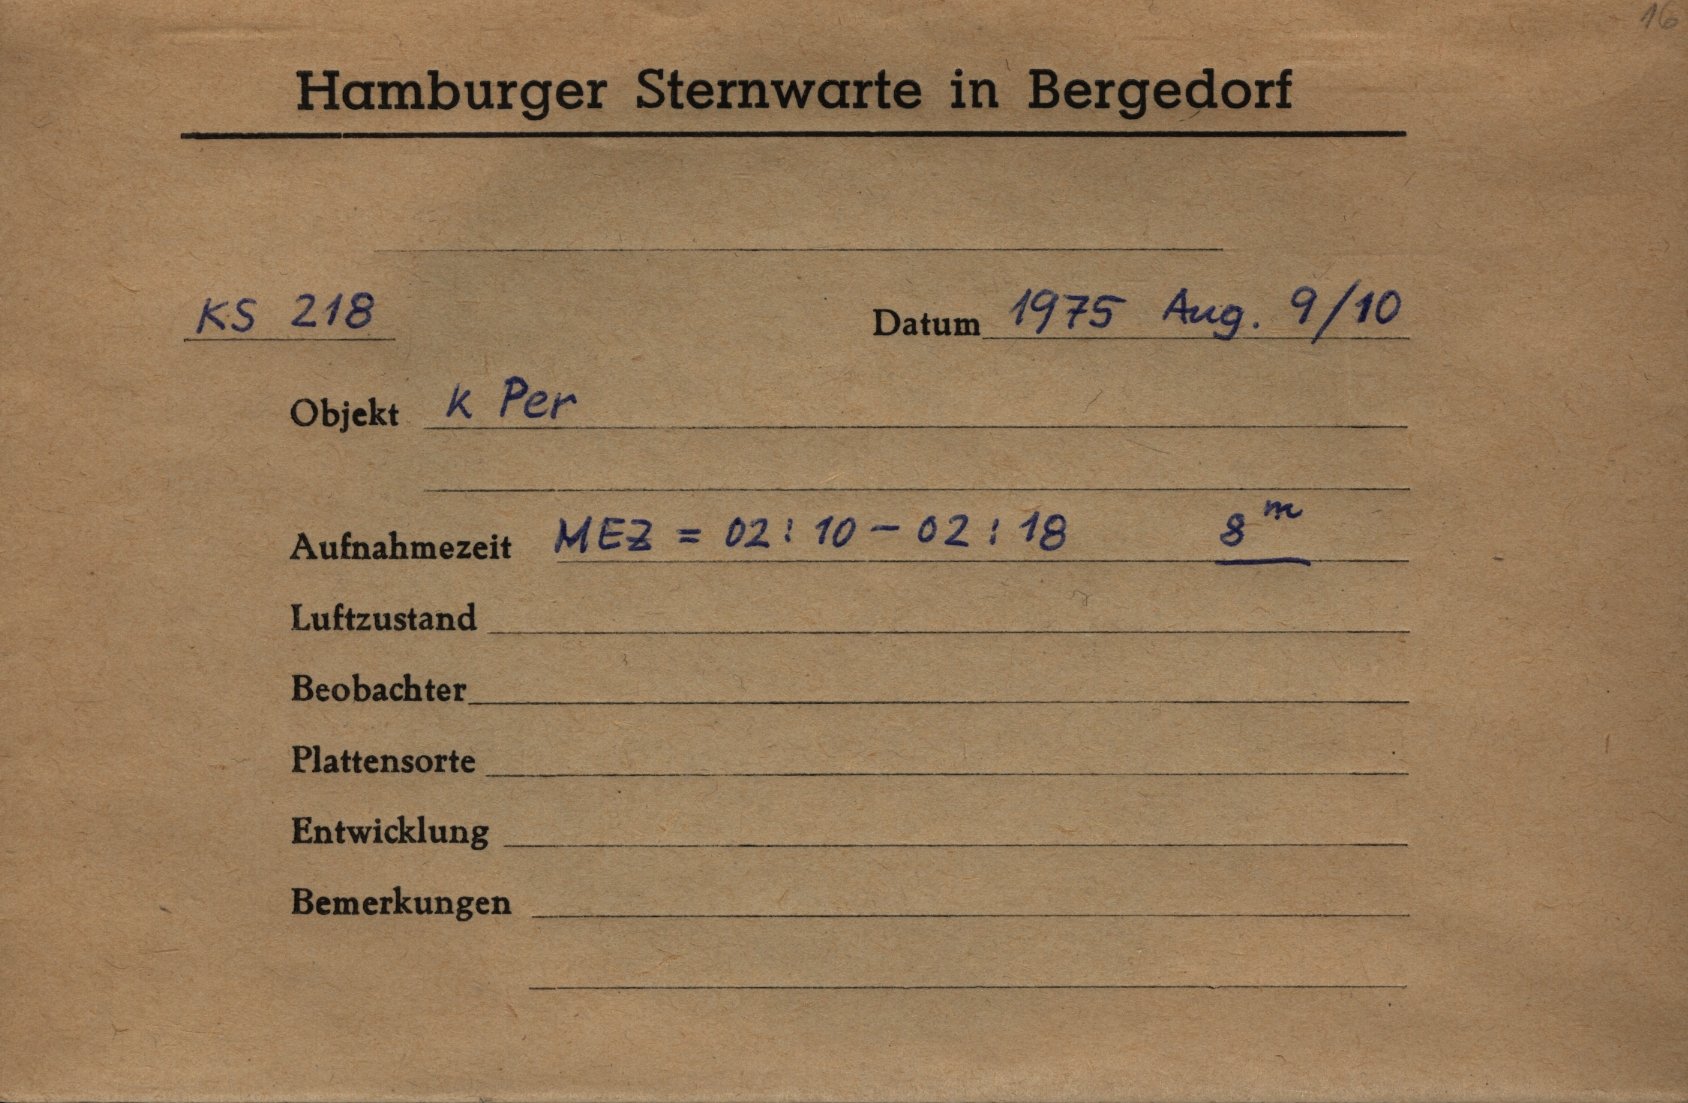 16
Hamburger Sternwarte in Bergedorf
KS 218
Datum 1975 Aug. 9/10
Objekt k Per
Aufnahmezeit MEZ = 02:10 - 02:18 8ᵐ
Luftzustand
Beobachter
Plattensorte
Entwicklung
Bemerkungen